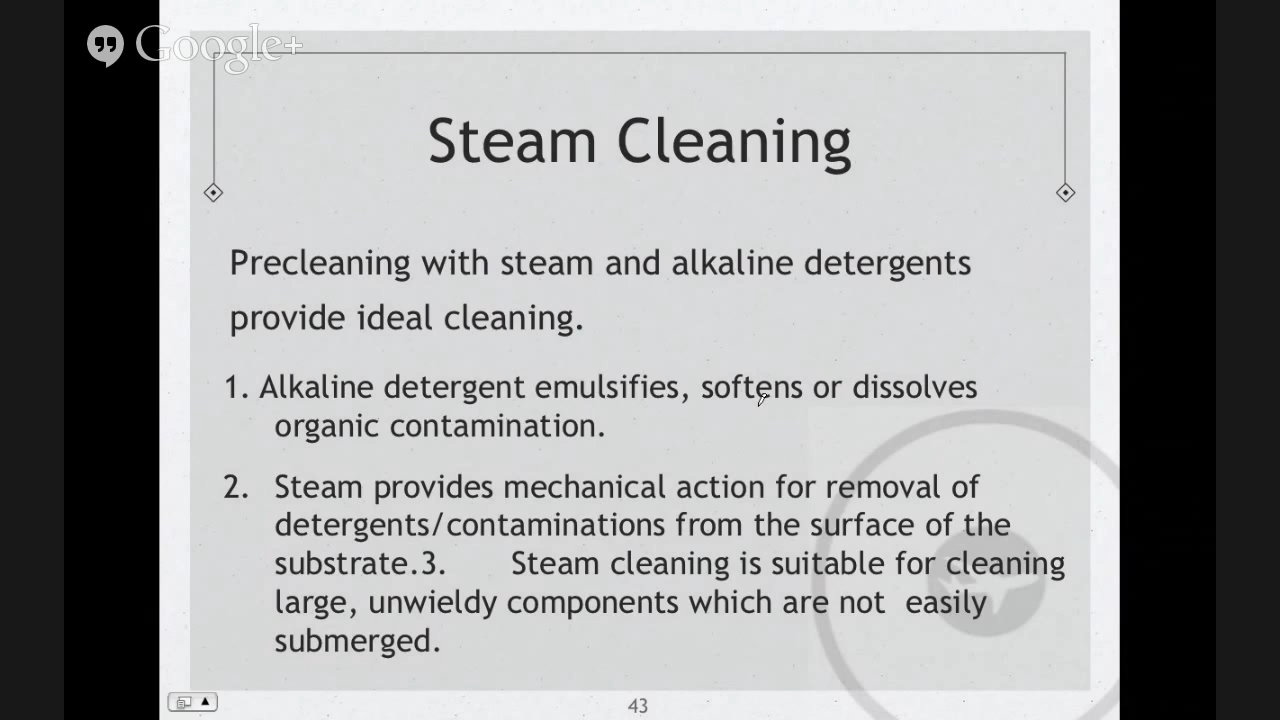 Google+
Steam Cleaning
Precleaning with steam and alkaline detergents
provide ideal cleaning.
1. Alkaline detergent emulsifies, softens or dissolves
organic contamination.
2. Steam provides mechanical action for removal of
detergents/contaminations from the surface of the
substrate.3. Steam cleaning is suitable for cleaning
large, unwieldy components which are not easily
submerged.
43